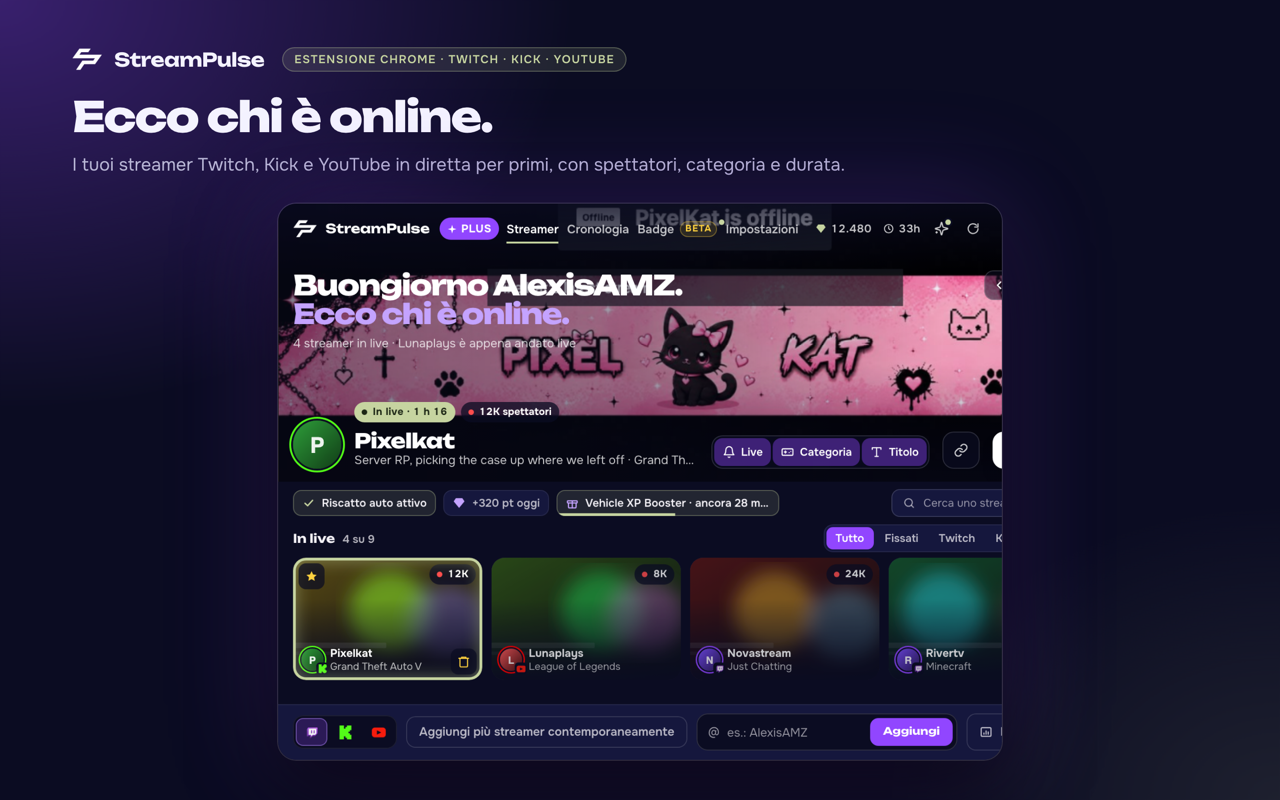 StreamPulse
ESTENSIONE CHROME · TWITCH · KICK · YOUTUBE
Ecco chi è online.
I tuoi streamer Twitch, Kick e YouTube in diretta per primi, con spettatori, categoria e durata.
Offline
PixelKat is offline
StreamPulse
PLUS
Streamer
Cronologia
Badge
BETA
Impostazioni
12.480
33h
Buongiorno AlexisAMZ.
Ecco chi è online.
4 streamer in live · Lunaplays è appena andato live
PIXEL KAT
In live · 1 h 16
12K spettatori
P
Pixelkat
Server RP, picking the case up where we left off · Grand Th...
Live
Categoria
Titolo
Riscatto auto attivo
+320 pt oggi
Vehicle XP Booster · ancora 28 m...
Cerca uno strea
In live 4 su 9
Tutto
Fissati
Twitch
K
12K
8K
24K
P
Pixelkat
Grand Theft Auto V
L
Lunaplays
League of Legends
N
Novastream
Just Chatting
R
Rivertv
Minecraft
Aggiungi più streamer contemporaneamente
@ es.: AlexisAMZ
Aggiungi